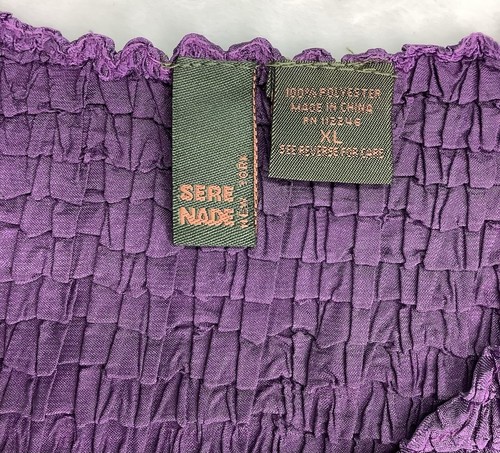 SERE
NADE
NEW YORK
100% POLYESTER
MADE IN CHINA
RN 112246
XL
SEE REVERSE FOR CARE